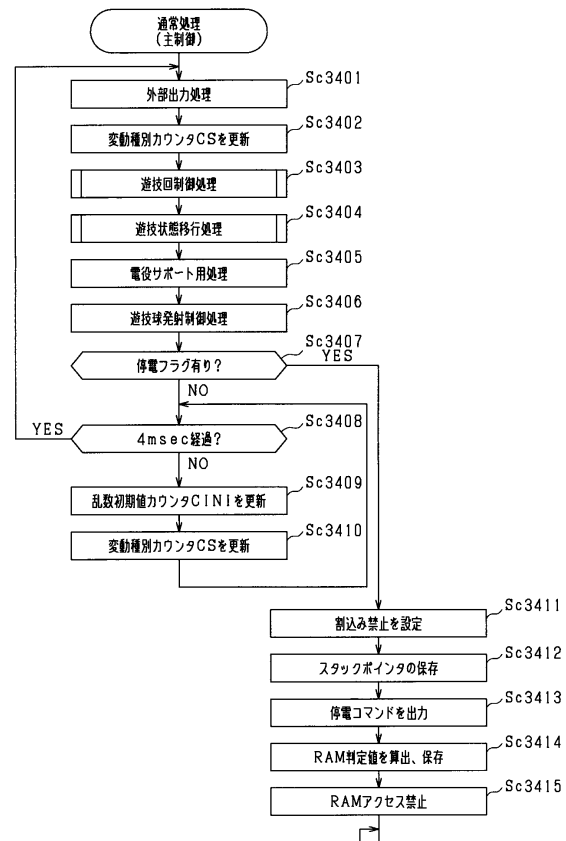 通常処理
(主制御)
Sc3401
外部出力処理
Sc3402
変動種別カウンタCSを更新
Sc3403
遊技回制御処理
Sc3404
遊技状態移行処理
Sc3405
電役サポート用処理
Sc3406
遊技球発射制御処理
Sc3407
停電フラグ有り?
YES
NO
Sc3408
YES
4msec経過?
NO
Sc3409
乱数初期値カウンタCINIを更新
Sc3410
変動種別カウンタCSを更新
Sc3411
割込み禁止を設定
Sc3412
スタックポインタの保存
Sc3413
停電コマンドを出力
Sc3414
RAM判定値を算出、保存
Sc3415
RAMアクセス禁止